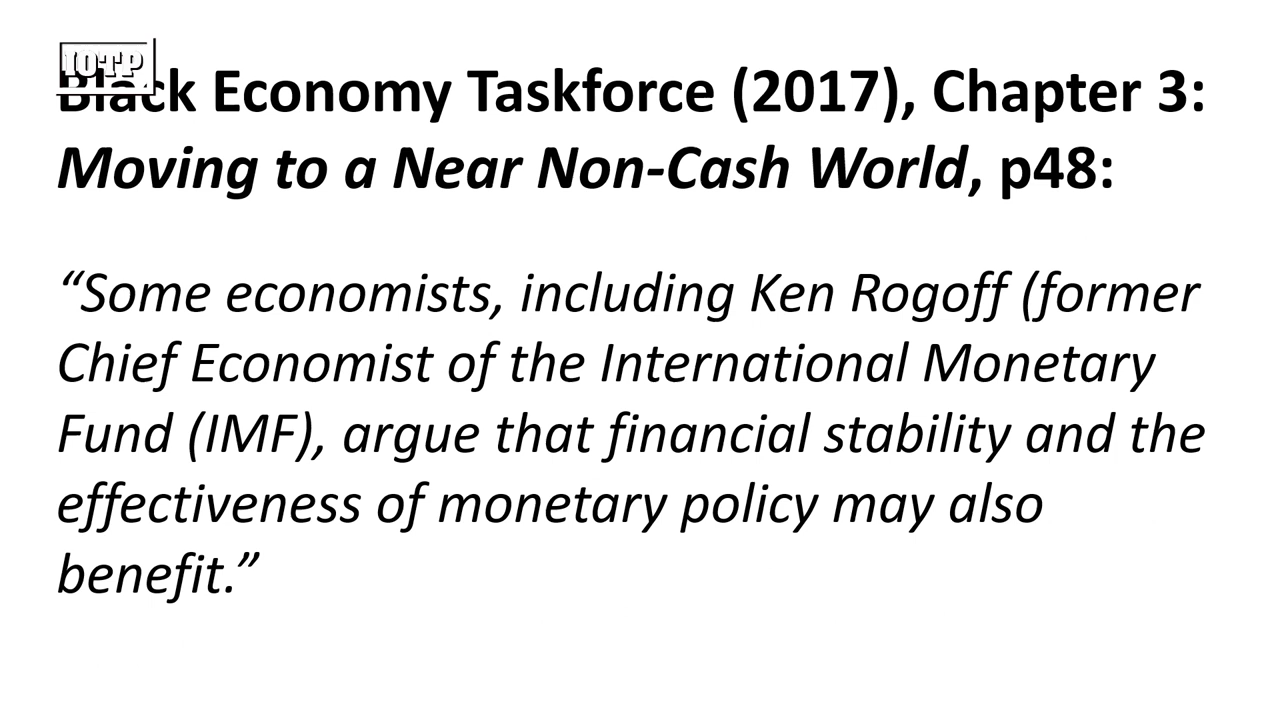 IOTP
Black Economy Taskforce (2017), Chapter 3:
Moving to a Near Non-Cash World, p48:
“Some economists, including Ken Rogoff (former
Chief Economist of the International Monetary
Fund (IMF), argue that financial stability and the
effectiveness of monetary policy may also
benefit.”